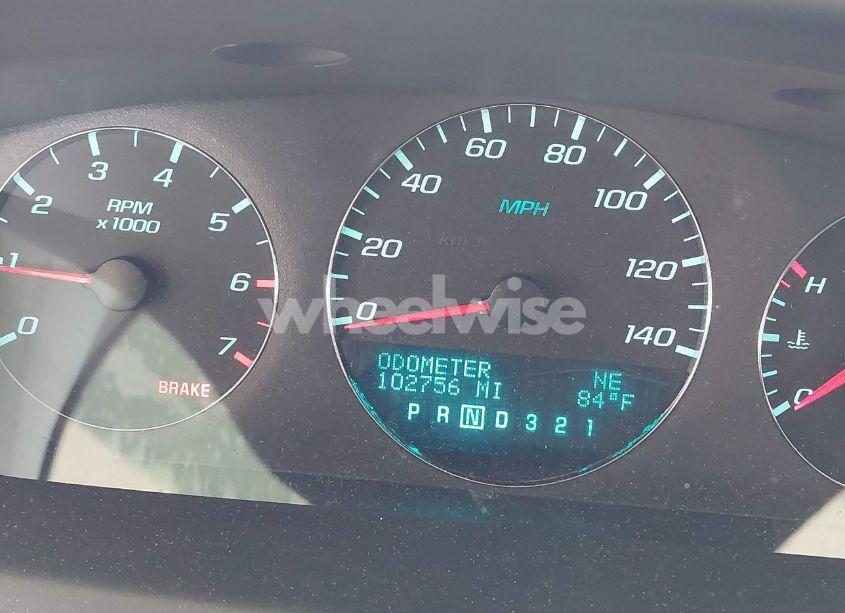 0
1
2
3
4
5
6
7
RPM
x1000
BRAKE
0
20
40
60
80
100
120
140
MPH
km/h
wheelwise
ODOMETER
102756 MI
NE
84°F
P R N D 3 2 1
H
C